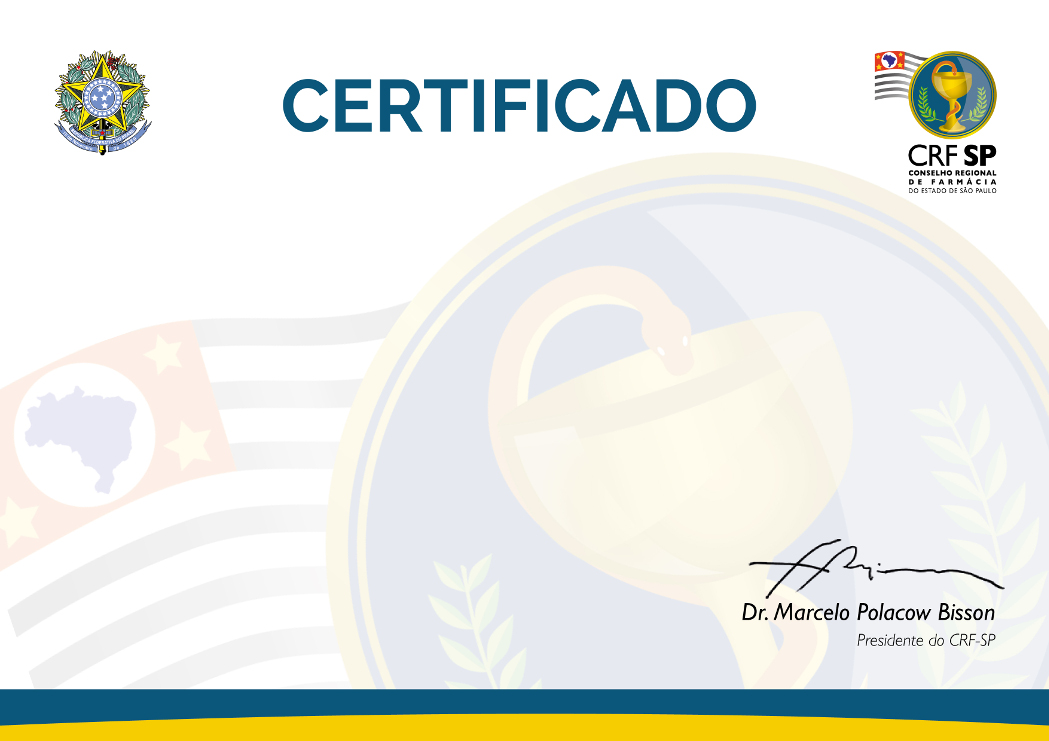 CERTIFICADO
CRF SP
CONSELHO REGIONAL
DE FARMÁCIA
DO ESTADO DE SÃO PAULO
Dr. Marcelo Polacow Bisson
Presidente do CRF-SP